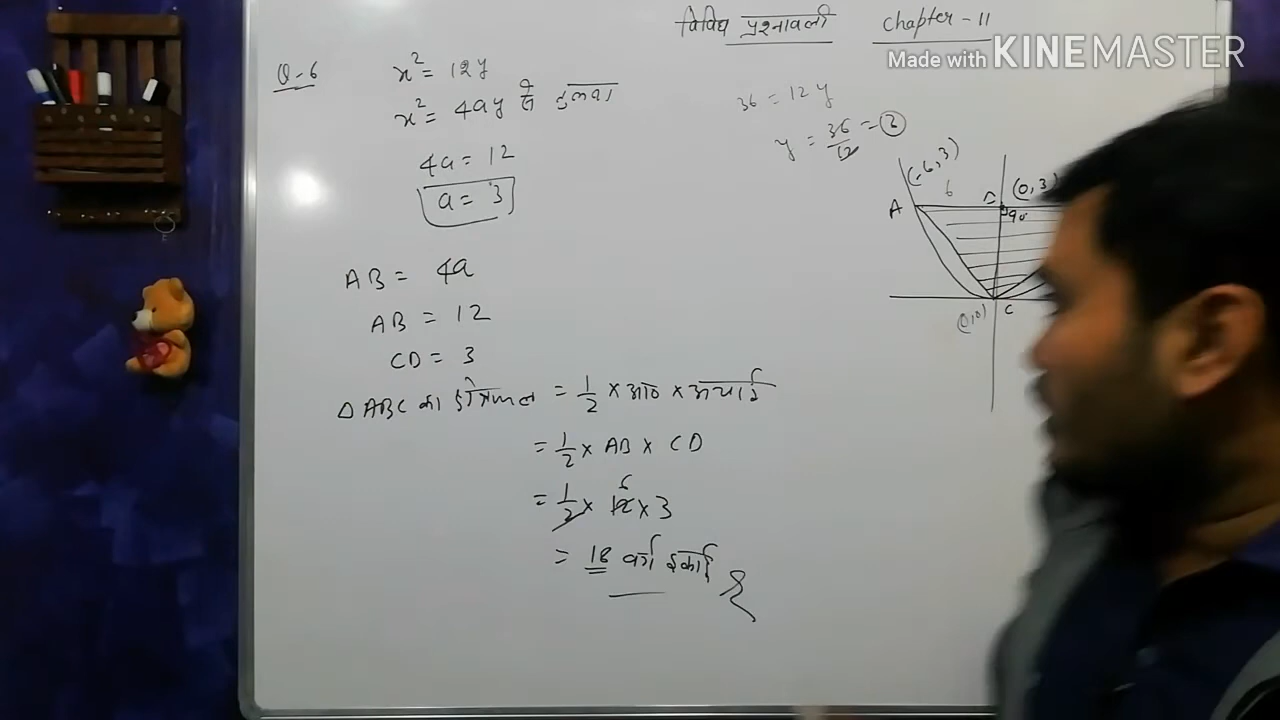 विविध प्रश्नावली Chapter - 11
Made with KINEMASTER
Q-6 x² = 12y
x² = 4ay से तुलना
4a = 12
a = 3
36 = 12y
y = 36/12 = 3
(-6, 3)
6
(0, 3)
A D 90°
(0,0) C
AB = 4a
AB = 12
CD = 3
△ ABC का क्षेत्रफल = 1/2 × आ० × ऊँचाई
= 1/2 × AB × CD
= 1/2 × 12 × 3
6
= 18 वर्ग इकाई